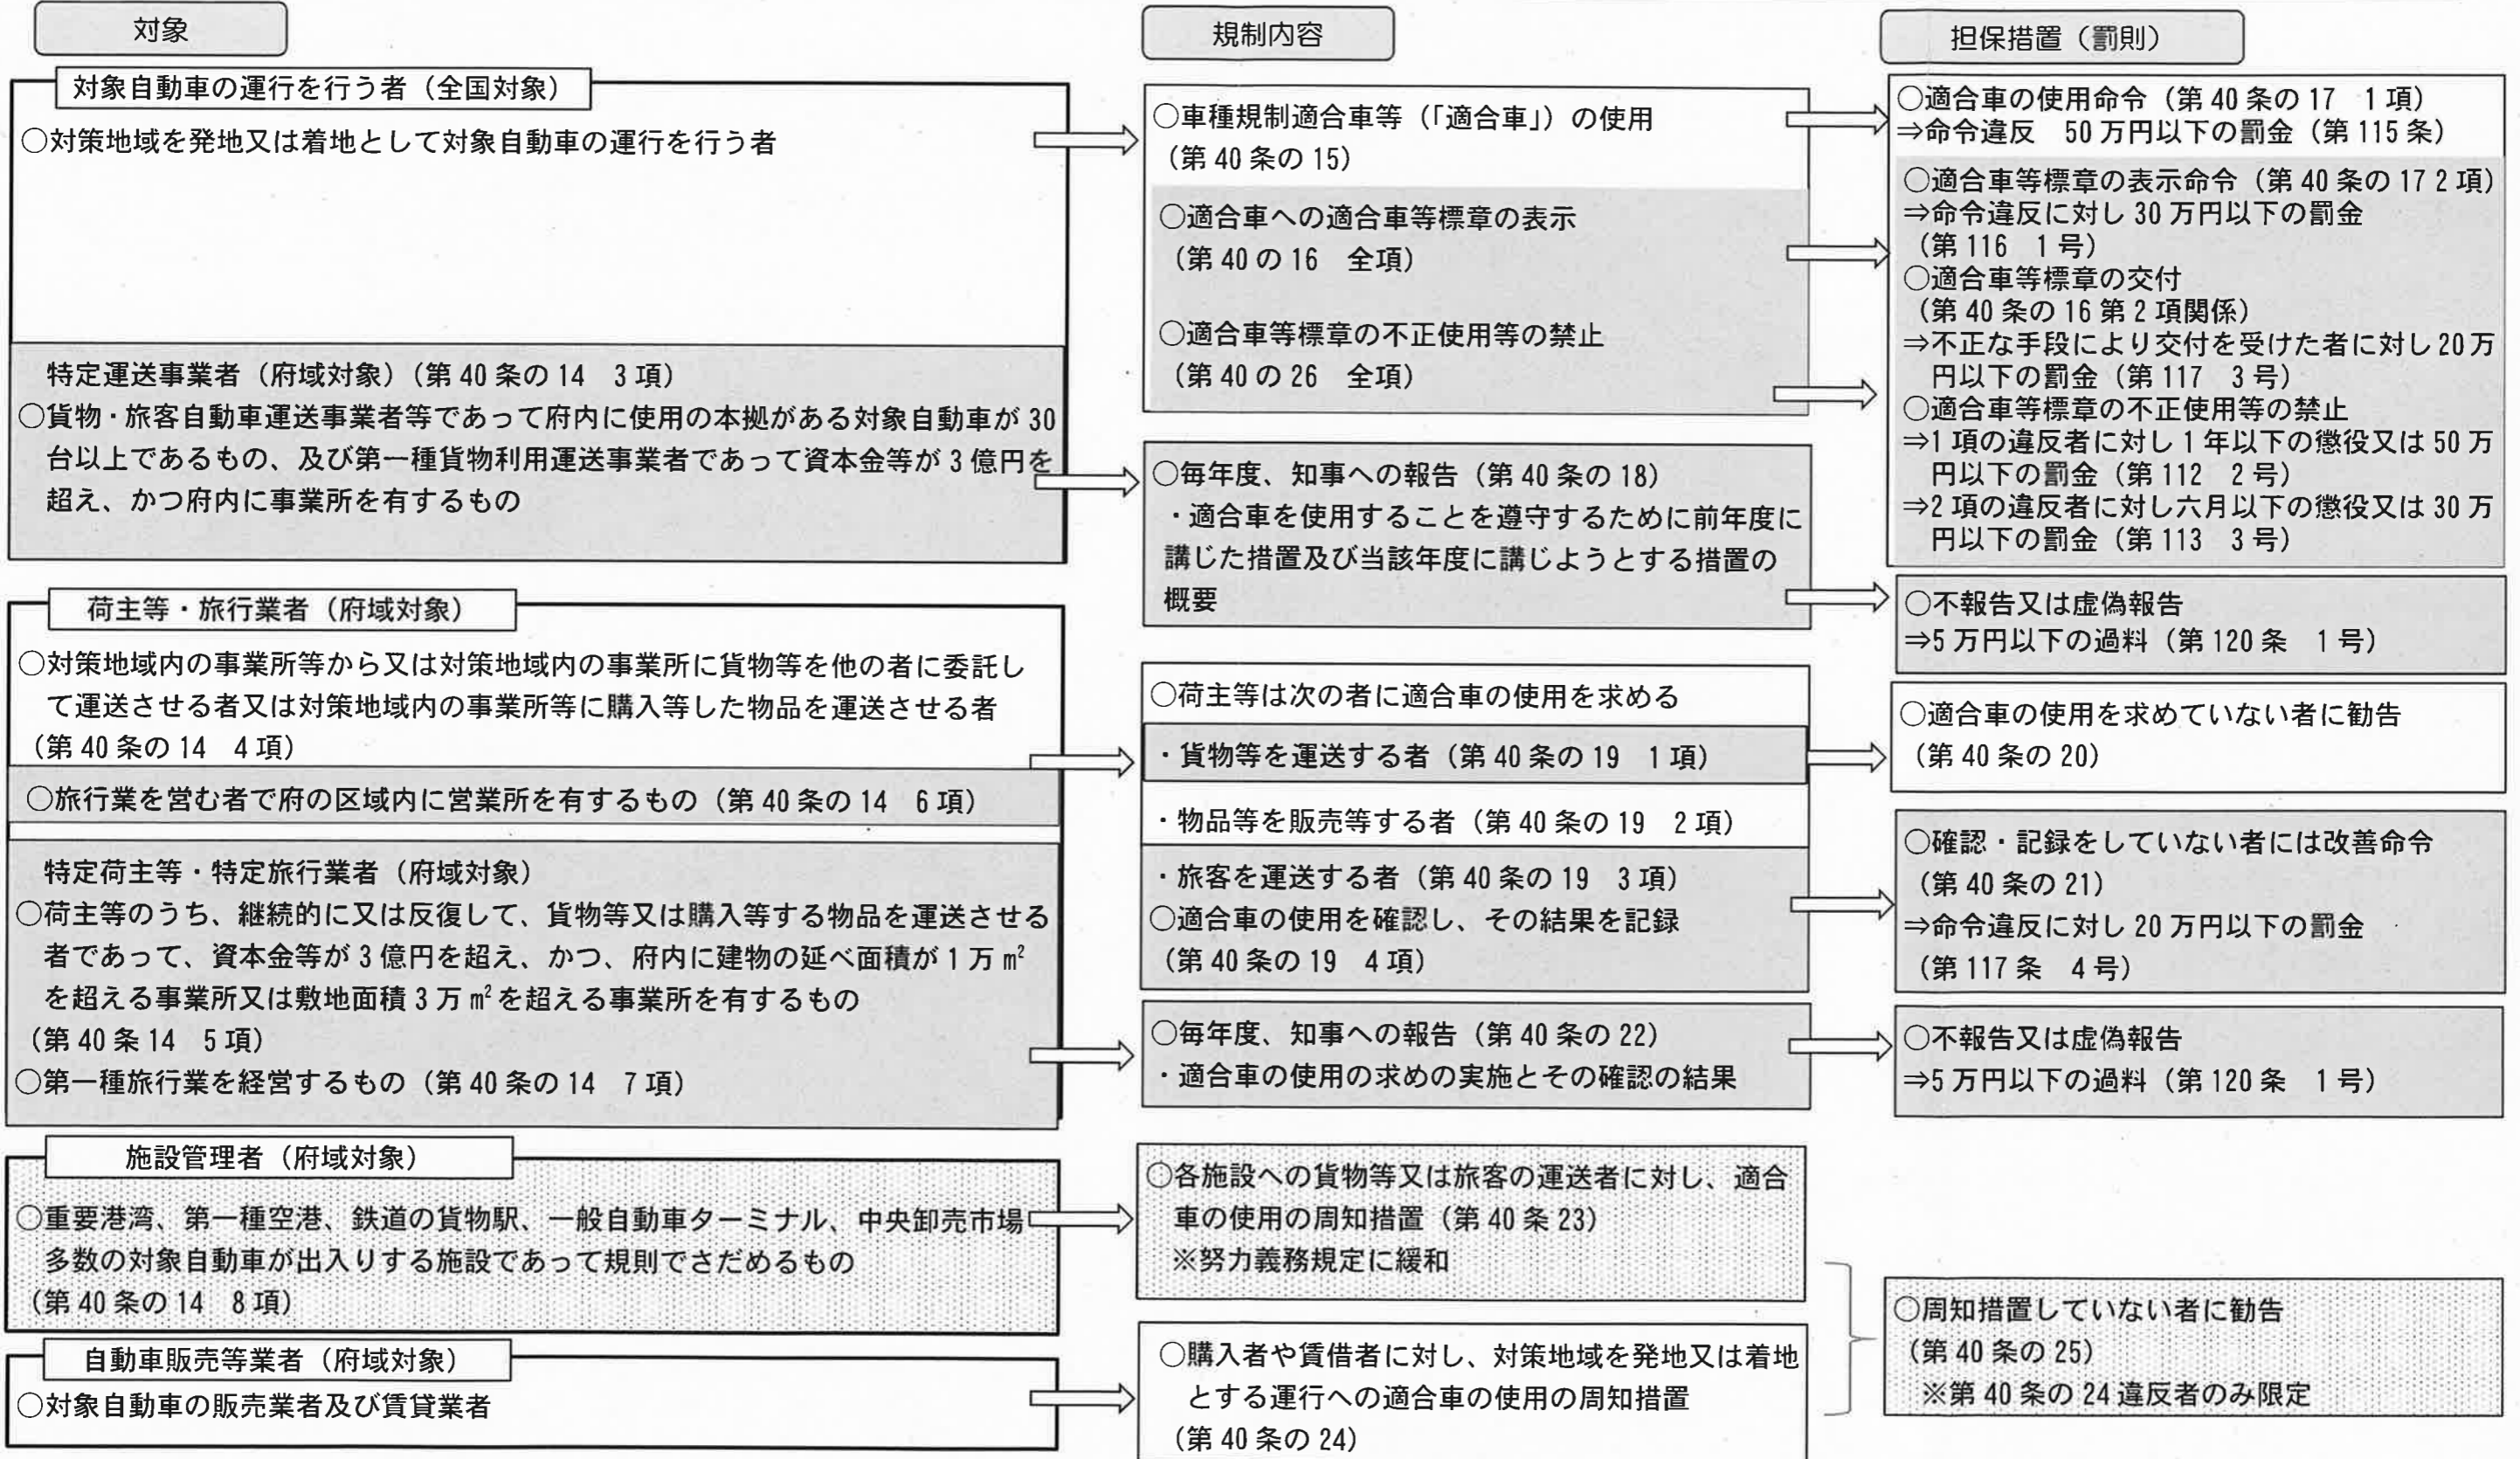 対象
規制内容
担保措置（罰則）
対象自動車の運行を行う者（全国対象）
○対策地域を発地又は着地として対象自動車の運行を行う者
特定運送事業者（府域対象）（第40条の14　3項）
○貨物・旅客自動車運送事業者等であって府内に使用の本拠がある対象自動車が30
台以上であるもの、及び第一種貨物利用運送事業者であって資本金等が3億円を
超え、かつ府内に事業所を有するもの
○車種規制適合車等（「適合車」）の使用
（第40条の15）
○適合車への適合車等標章の表示
（第40の16　全項）
○適合車等標章の不正使用等の禁止
（第40の26　全項）
○毎年度、知事への報告（第40条の18）
・適合車を使用することを遵守するために前年度に
講じた措置及び当該年度に講じようとする措置の
概要
○適合車の使用命令（第40条の17　1項）
⇒命令違反　50万円以下の罰金（第115条）
○適合車等標章の表示命令（第40条の17 2項）
⇒命令違反に対し30万円以下の罰金
（第116　1号）
○適合車等標章の交付
（第40条の16第2項関係）
⇒不正な手段により交付を受けた者に対し20万
円以下の罰金（第117　3号）
○適合車等標章の不正使用等の禁止
⇒1項の違反者に対し1年以下の懲役又は50万
円以下の罰金（第112　2号）
⇒2項の違反者に対し六月以下の懲役又は30万
円以下の罰金（第113　3号）
○不報告又は虚偽報告
⇒5万円以下の過料（第120条　1号）
荷主等・旅行業者（府域対象）
○対策地域内の事業所等から又は対策地域内の事業所に貨物等を他の者に委託し
て運送させる者又は対策地域内の事業所等に購入等した物品を運送させる者
（第40条の14　4項）
○旅行業を営む者で府の区域内に営業所を有するもの（第40条の14　6項）
特定荷主等・特定旅行業者（府域対象）
○荷主等のうち、継続的に又は反復して、貨物等又は購入等する物品を運送させる
者であって、資本金等が3億円を超え、かつ、府内に建物の延べ面積が1万㎡
を超える事業所又は敷地面積3万㎡を超える事業所を有するもの
（第40条14　5項）
○第一種旅行業を経営するもの（第40条の14　7項）
○荷主等は次の者に適合車の使用を求める
・貨物等を運送する者（第40条の19　1項）
・物品等を販売等する者（第40条の19　2項）
・旅客を運送する者（第40条の19　3項）
○適合車の使用を確認し、その結果を記録
（第40条の19　4項）
○毎年度、知事への報告（第40条の22）
・適合車の使用の求めの実施とその確認の結果
○適合車の使用を求めていない者に勧告
（第40条の20）
○確認・記録をしていない者には改善命令
（第40条の21）
⇒命令違反に対し20万円以下の罰金
（第117条　4号）
○不報告又は虚偽報告
⇒5万円以下の過料（第120条　1号）
施設管理者（府域対象）
○重要港湾、第一種空港、鉄道の貨物駅、一般自動車ターミナル、中央卸売市場
多数の対象自動車が出入りする施設であって規則でさだめるもの
（第40条の14　8項）
○各施設への貨物等又は旅客の運送者に対し、適合
車の使用の周知措置（第40条23）
※努力義務規定に緩和
自動車販売等業者（府域対象）
○対象自動車の販売業者及び賃貸業者
○購入者や賃借者に対し、対策地域を発地又は着地
とする運行への適合車の使用の周知措置
（第40条の24）
○周知措置していない者に勧告
（第40条の25）
※第40条の24違反者のみ限定